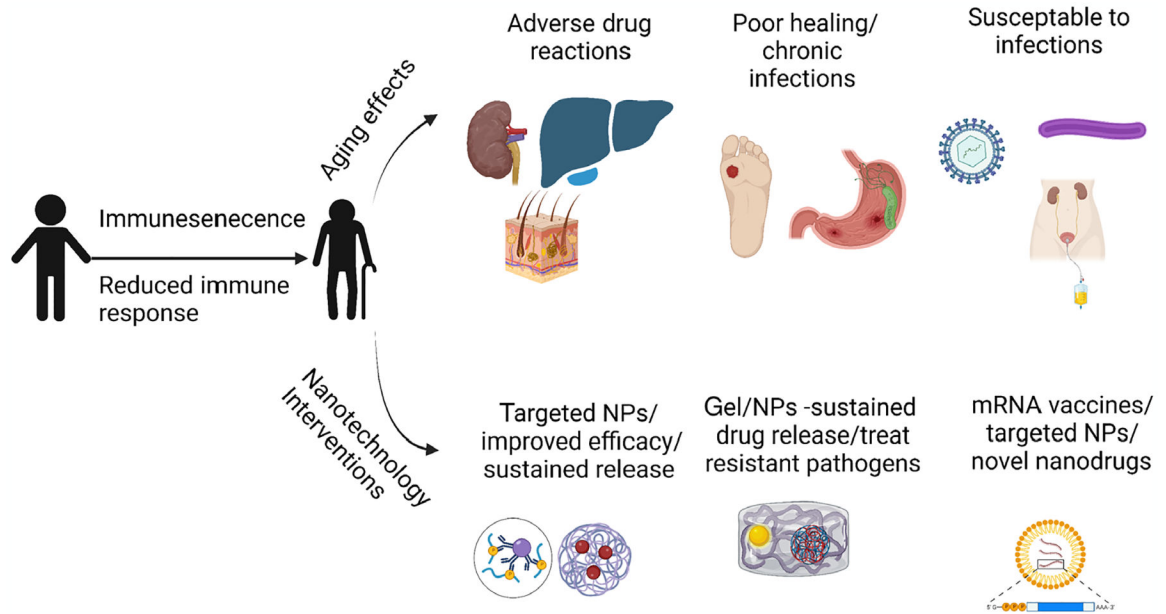 Adverse drug
reactions
Poor healing/
chronic
infections
Susceptable to
infections
Aging effects
Immunesenecence
Reduced immune
response
Nanotechnology
Interventions
Targeted NPs/
improved efficacy/
sustained release
Gel/NPs -sustained
drug release/treat
resistant pathogens
mRNA vaccines/
targeted NPs/
novel nanodrugs
P
P
P
5' G P P P AAA-3'